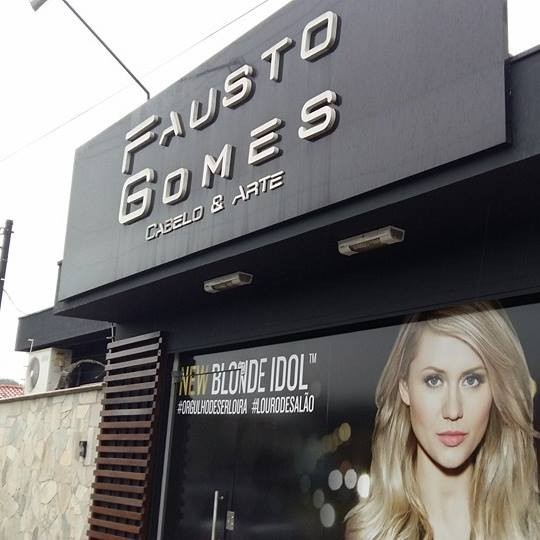 FAUSTO
GOMES
CABELO & ARTE
NEW BLONDE IDOL™
#ORGULHODESERLOIRA #LOURODESALÃO